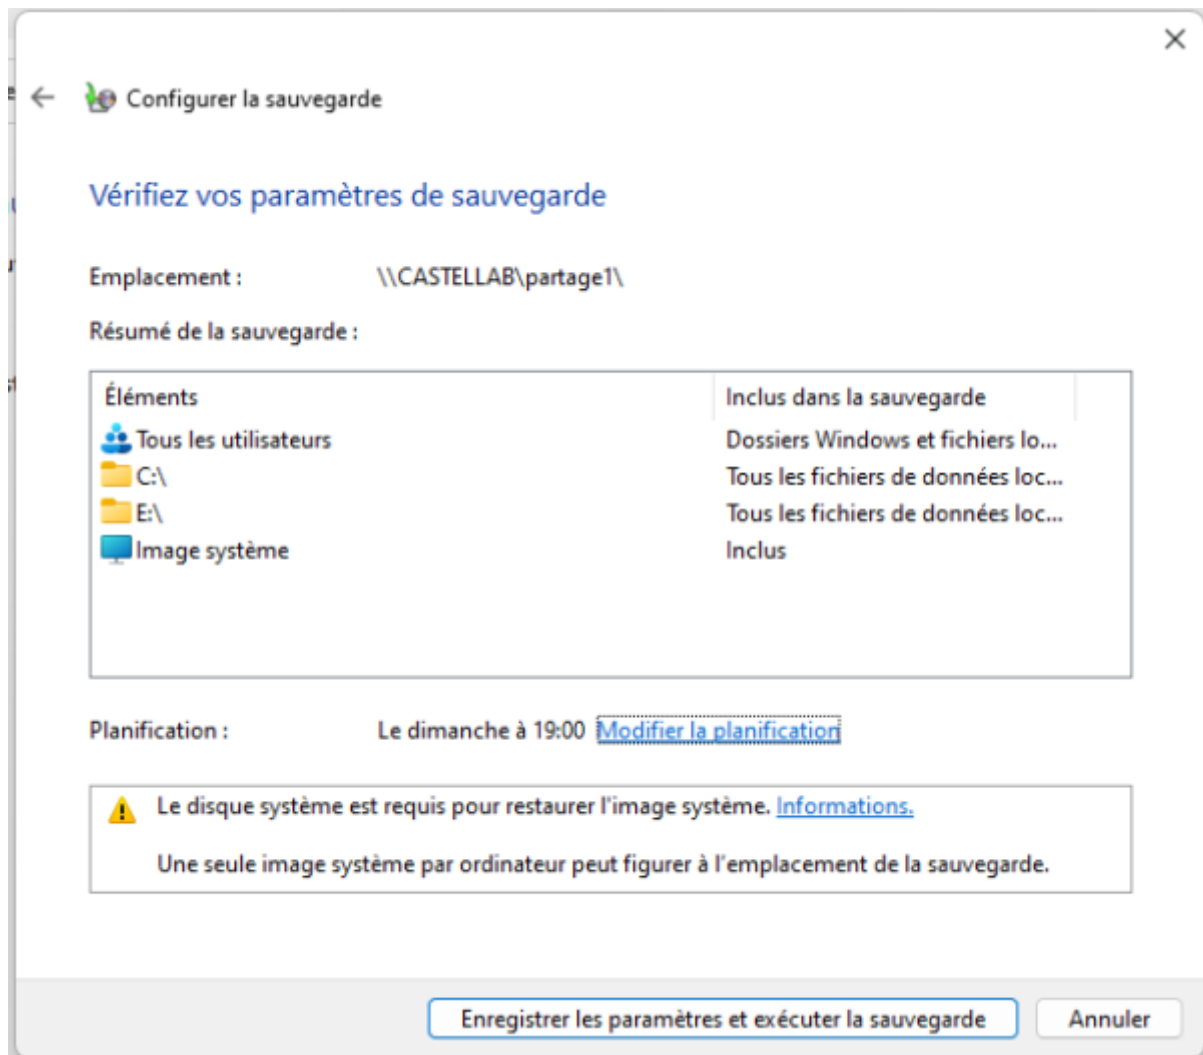 Configurer la sauvegarde
Vérifiez vos paramètres de sauvegarde
Emplacement : \\CASTELLAB\partage1\
Résumé de la sauvegarde :
Éléments Inclus dans la sauvegarde
Tous les utilisateurs Dossiers Windows et fichiers lo...
C:\ Tous les fichiers de données loc...
E:\ Tous les fichiers de données loc...
Image système Inclus
Planification : Le dimanche à 19:00 Modifier la planification
Le disque système est requis pour restaurer l'image système. Informations.
Une seule image système par ordinateur peut figurer à l'emplacement de la sauvegarde.
Enregistrer les paramètres et exécuter la sauvegarde Annuler